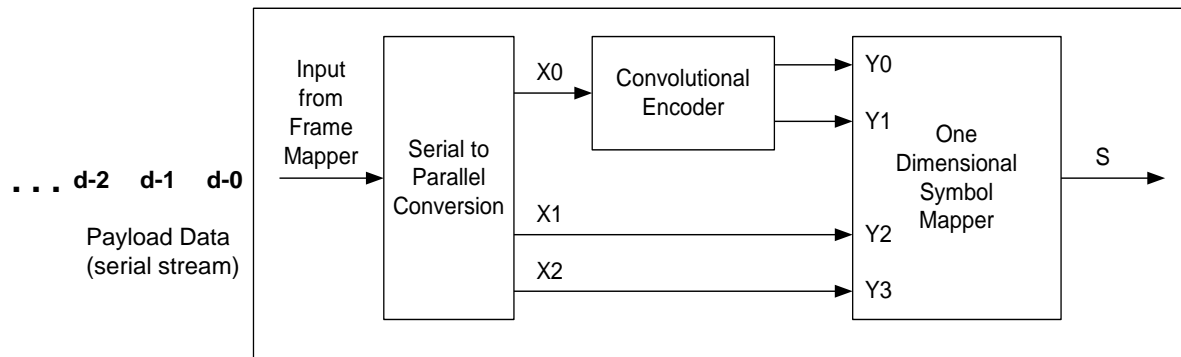 . . . d-2 d-1 d-0
Payload Data
(serial stream)
Input
from
Frame
Mapper
Serial to
Parallel
Conversion
X0
X1
X2
Convolutional
Encoder
Y0
Y1
Y2
Y3
One
Dimensional
Symbol
Mapper
S